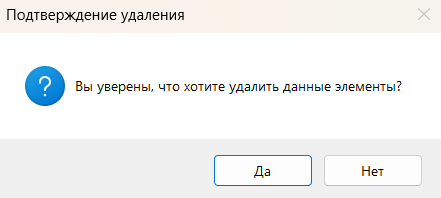 Подтверждение удаления
Вы уверены, что хотите удалить данные элементы?
Да
Нет